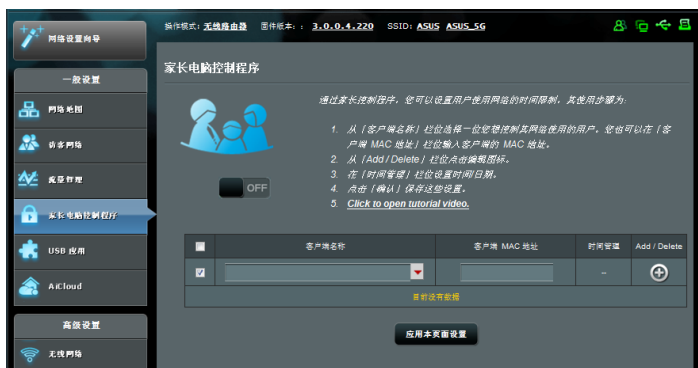 网络设置向导
操作模式: 无线路由器 固件版本: : 3.0.0.4.220 SSID: ASUS ASUS_5G
一般设置
网络地图
访客网络
流量管理
家长电脑控制程序
USB 应用
AiCloud
高级设置
无线网络
家长电脑控制程序
OFF
通过家长控制程序，您可以设置用户使用网络的时间限制，其使用步骤为:
1. 从「客户端名称」栏位选择一位您想控制其网络使用的用户。您也可以在「客
户端 MAC 地址」栏位输入客户端的 MAC 地址。
2. 从「Add / Delete」栏位点击编辑图标。
3. 在「时间管理」栏位设置时间/日期。
4. 点击「确认」保存这些设置。
5. Click to open tutorial video.
客户端名称 客户端 MAC 地址 时间管理 Add / Delete
--
目前没有数据
应用本页面设置